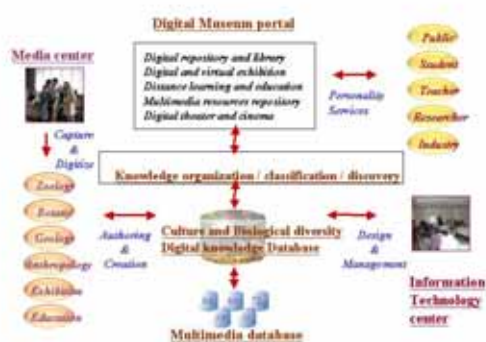 Digital Museum portal
Media center
Digital repository and library
Digital and virtual exhibition
Distance learning and education
Multimedia resources repository
Digital theater and cinema
Personality
Services
Public
Student
Teacher
Researcher
Industry
Capture
&
Digitize
Knowledge organization / classification / discovery
Zoology
Botany
Geology
Anthropology
Exhibition
Education
Authoring
&
Creation
Culture and Biological diversity
Digital knowledge Database
Design
&
Management
Information
Technology
center
Multimedia database